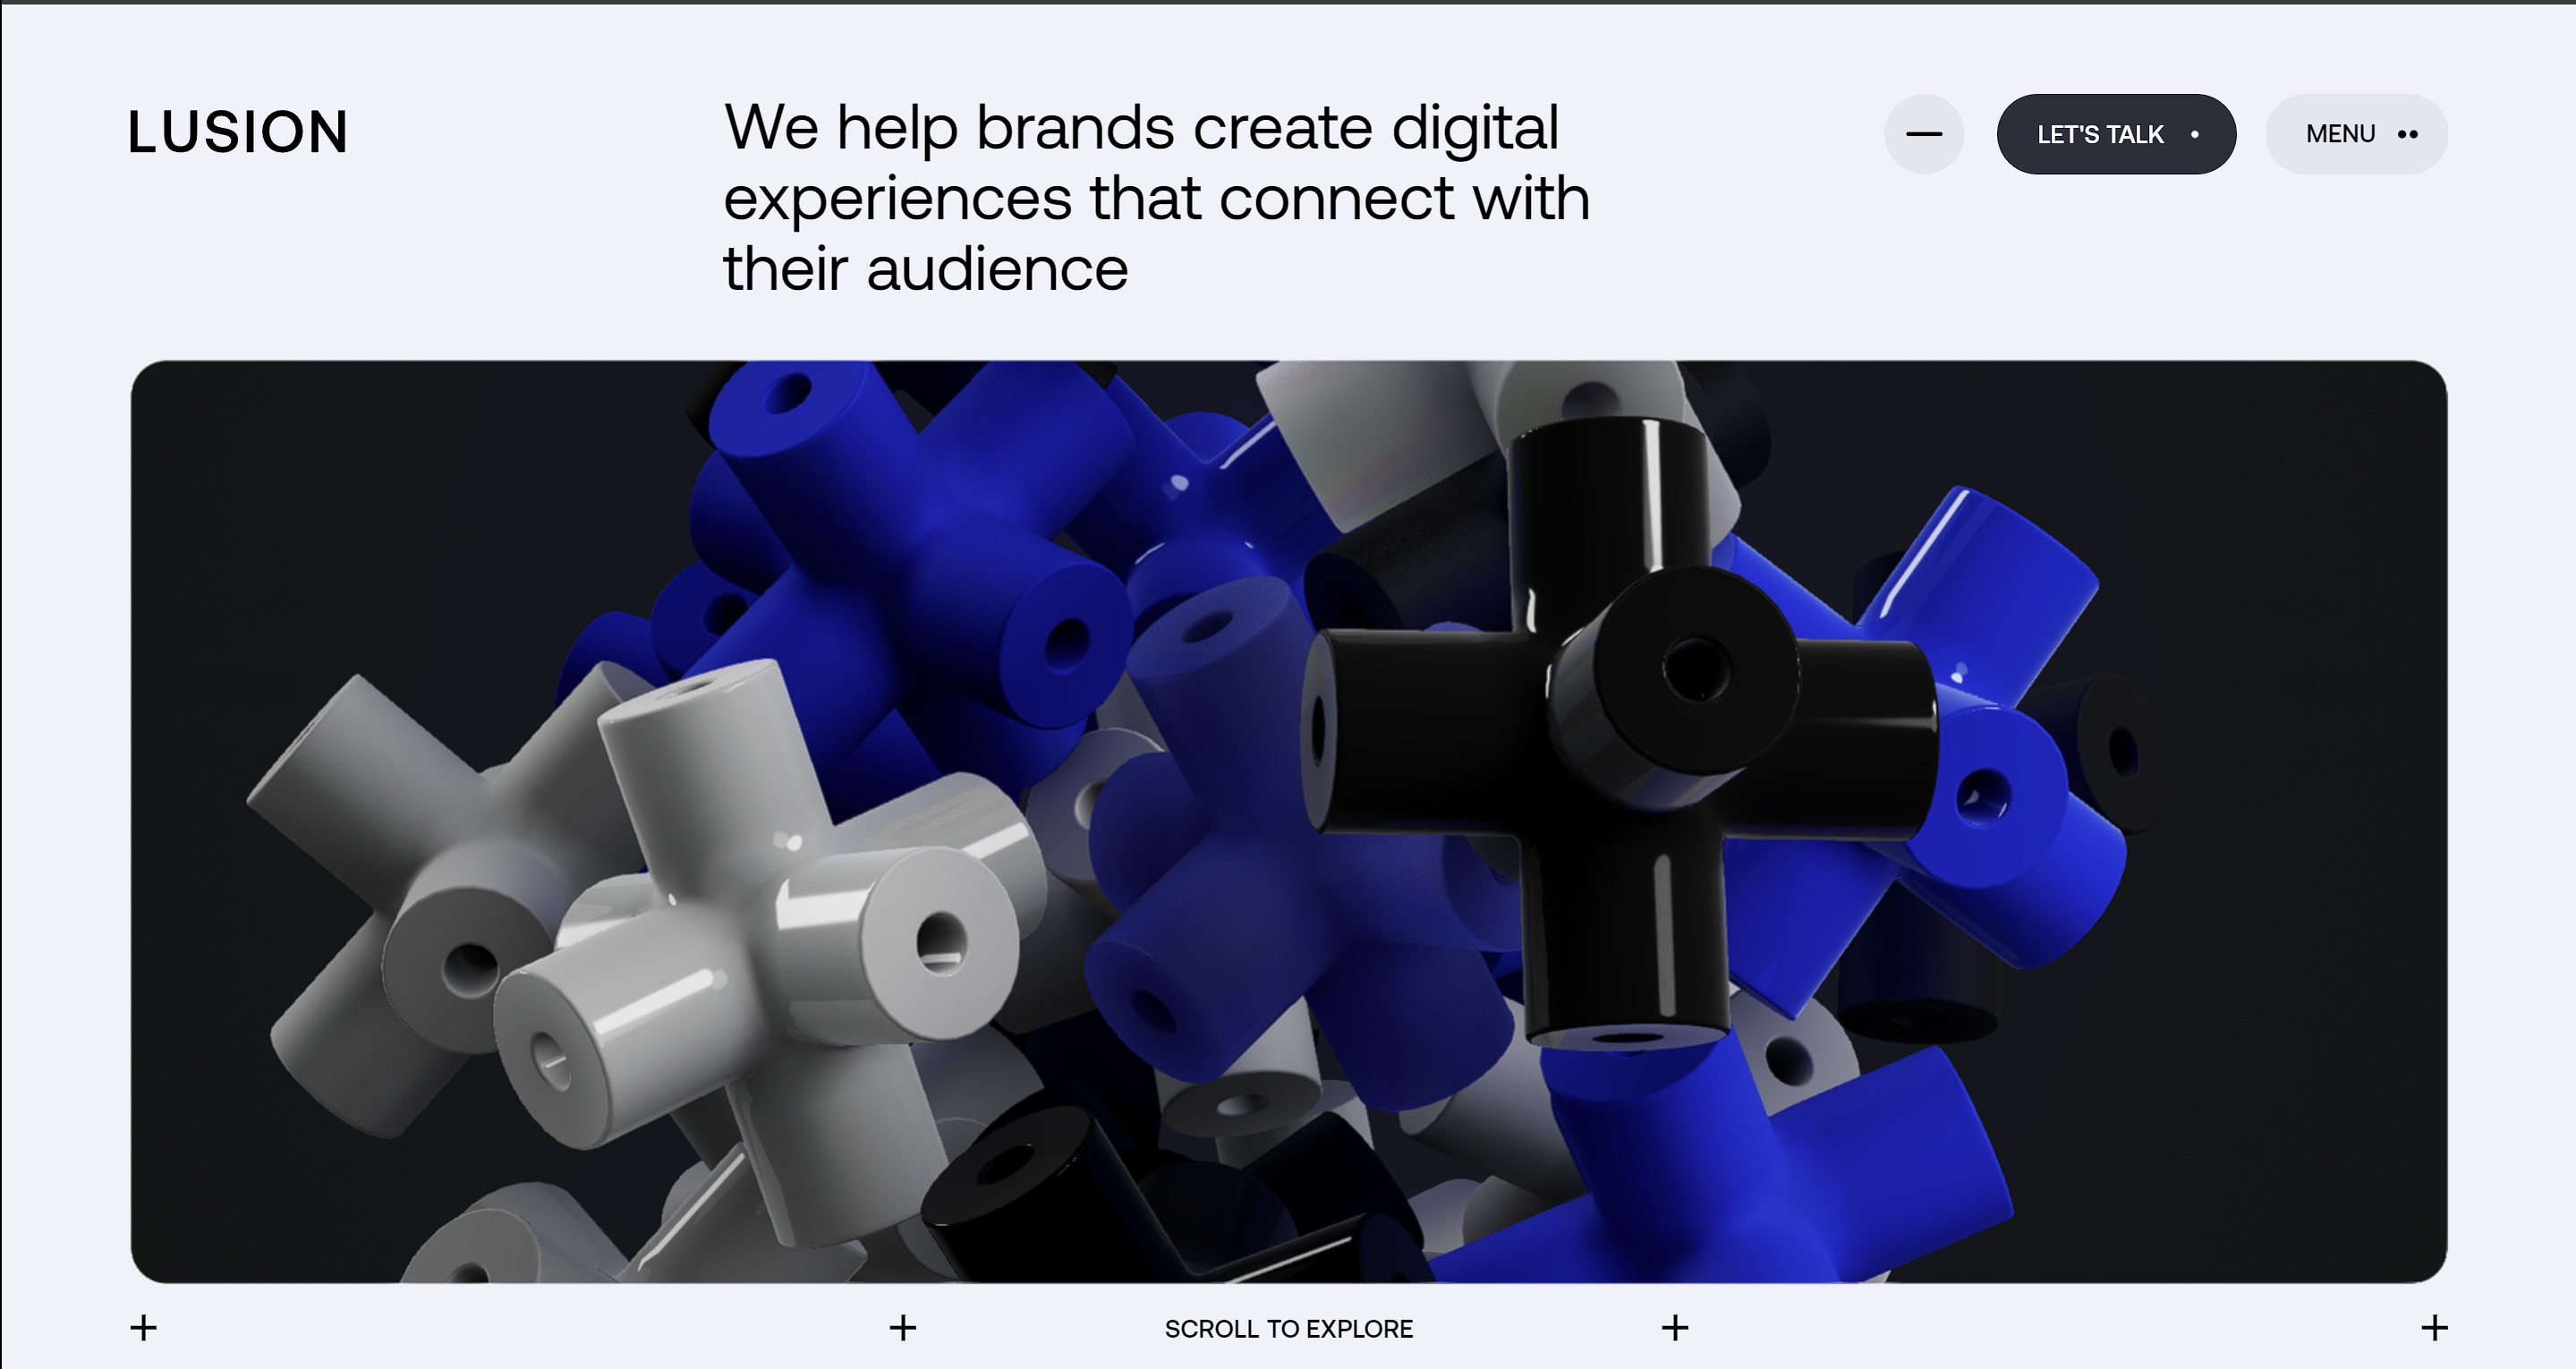 LUSION
We help brands create digital
experiences that connect with
their audience
LET'S TALK
MENU
SCROLL TO EXPLORE